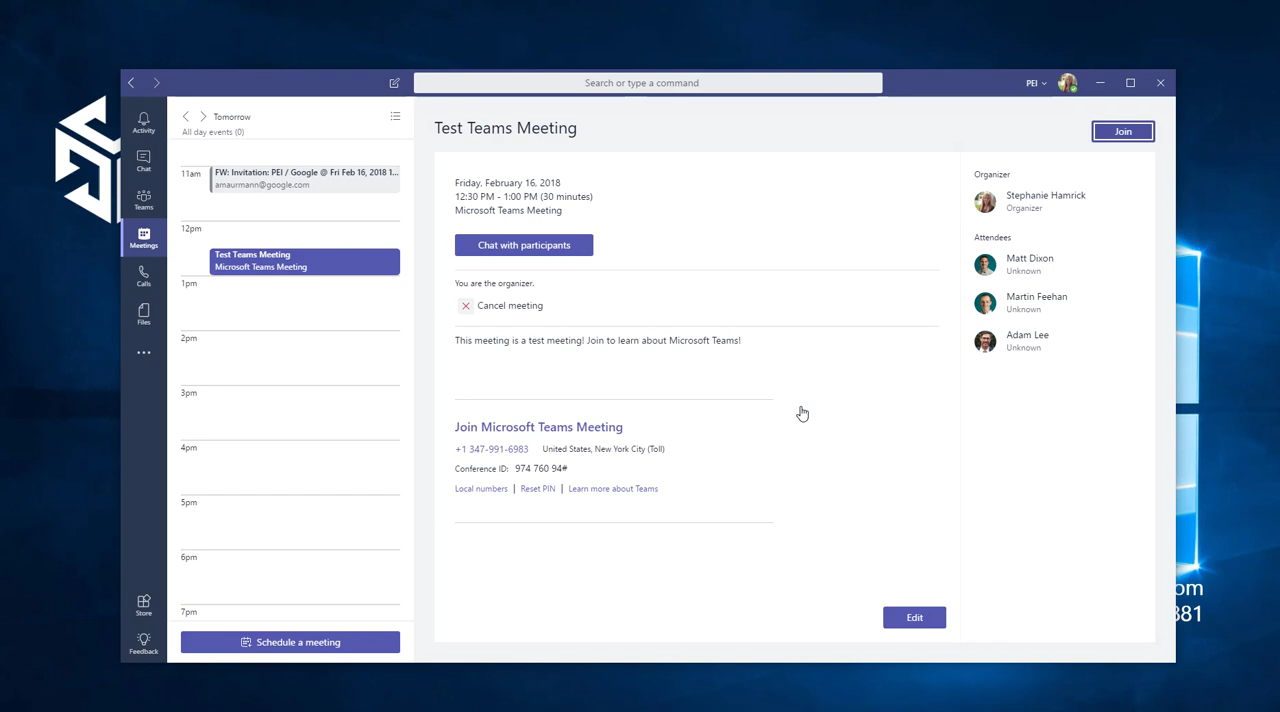 Search or type a command
PEI
Activity
Chat
Teams
Meetings
Calls
Files
Store
Feedback
Tomorrow
All day events (0)
11am
FW: Invitation: PEI / Google @ Fri Feb 16, 2018 1...
amaurmann@google.com
12pm
Test Teams Meeting
Microsoft Teams Meeting
1pm
2pm
3pm
4pm
5pm
6pm
7pm
Schedule a meeting
Test Teams Meeting
Join
Friday, February 16, 2018
12:30 PM - 1:00 PM (30 minutes)
Microsoft Teams Meeting
Chat with participants
You are the organizer.
Cancel meeting
This meeting is a test meeting! Join to learn about Microsoft Teams!
Join Microsoft Teams Meeting
+1 347-991-6983 United States, New York City (Toll)
Conference ID: 974 760 94#
Local numbers | Reset PIN | Learn more about Teams
Edit
Organizer
Stephanie Hamrick
Organizer
Attendees
Matt Dixon
Unknown
Martin Feehan
Unknown
Adam Lee
Unknown
om
881